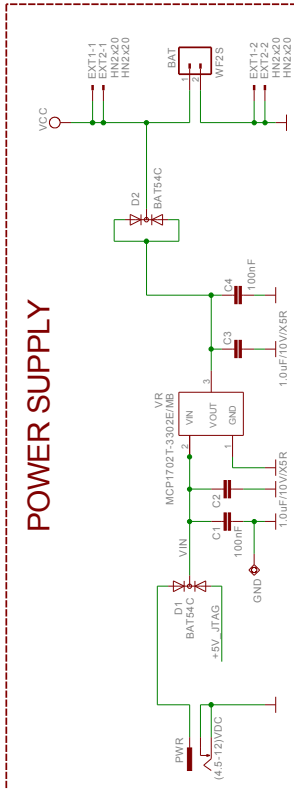 POWER SUPPLY
PWR
(4.5-12)VDC
D1
BAT54C
+5V_JTAG
VIN
C1
100nF
GND
C2
1.0uF/10V/X5R
VR
MCP1702T-3302E/MB
VIN
VOUT
GND
2
3
1
C3
1.0uF/10V/X5R
C4
100nF
D2
BAT54C
VCC
EXT1-1
EXT2-1
HN2x20
HN2x20
BAT
1
2
WF2S
EXT1-2
EXT2-2
HN2x20
HN2x20